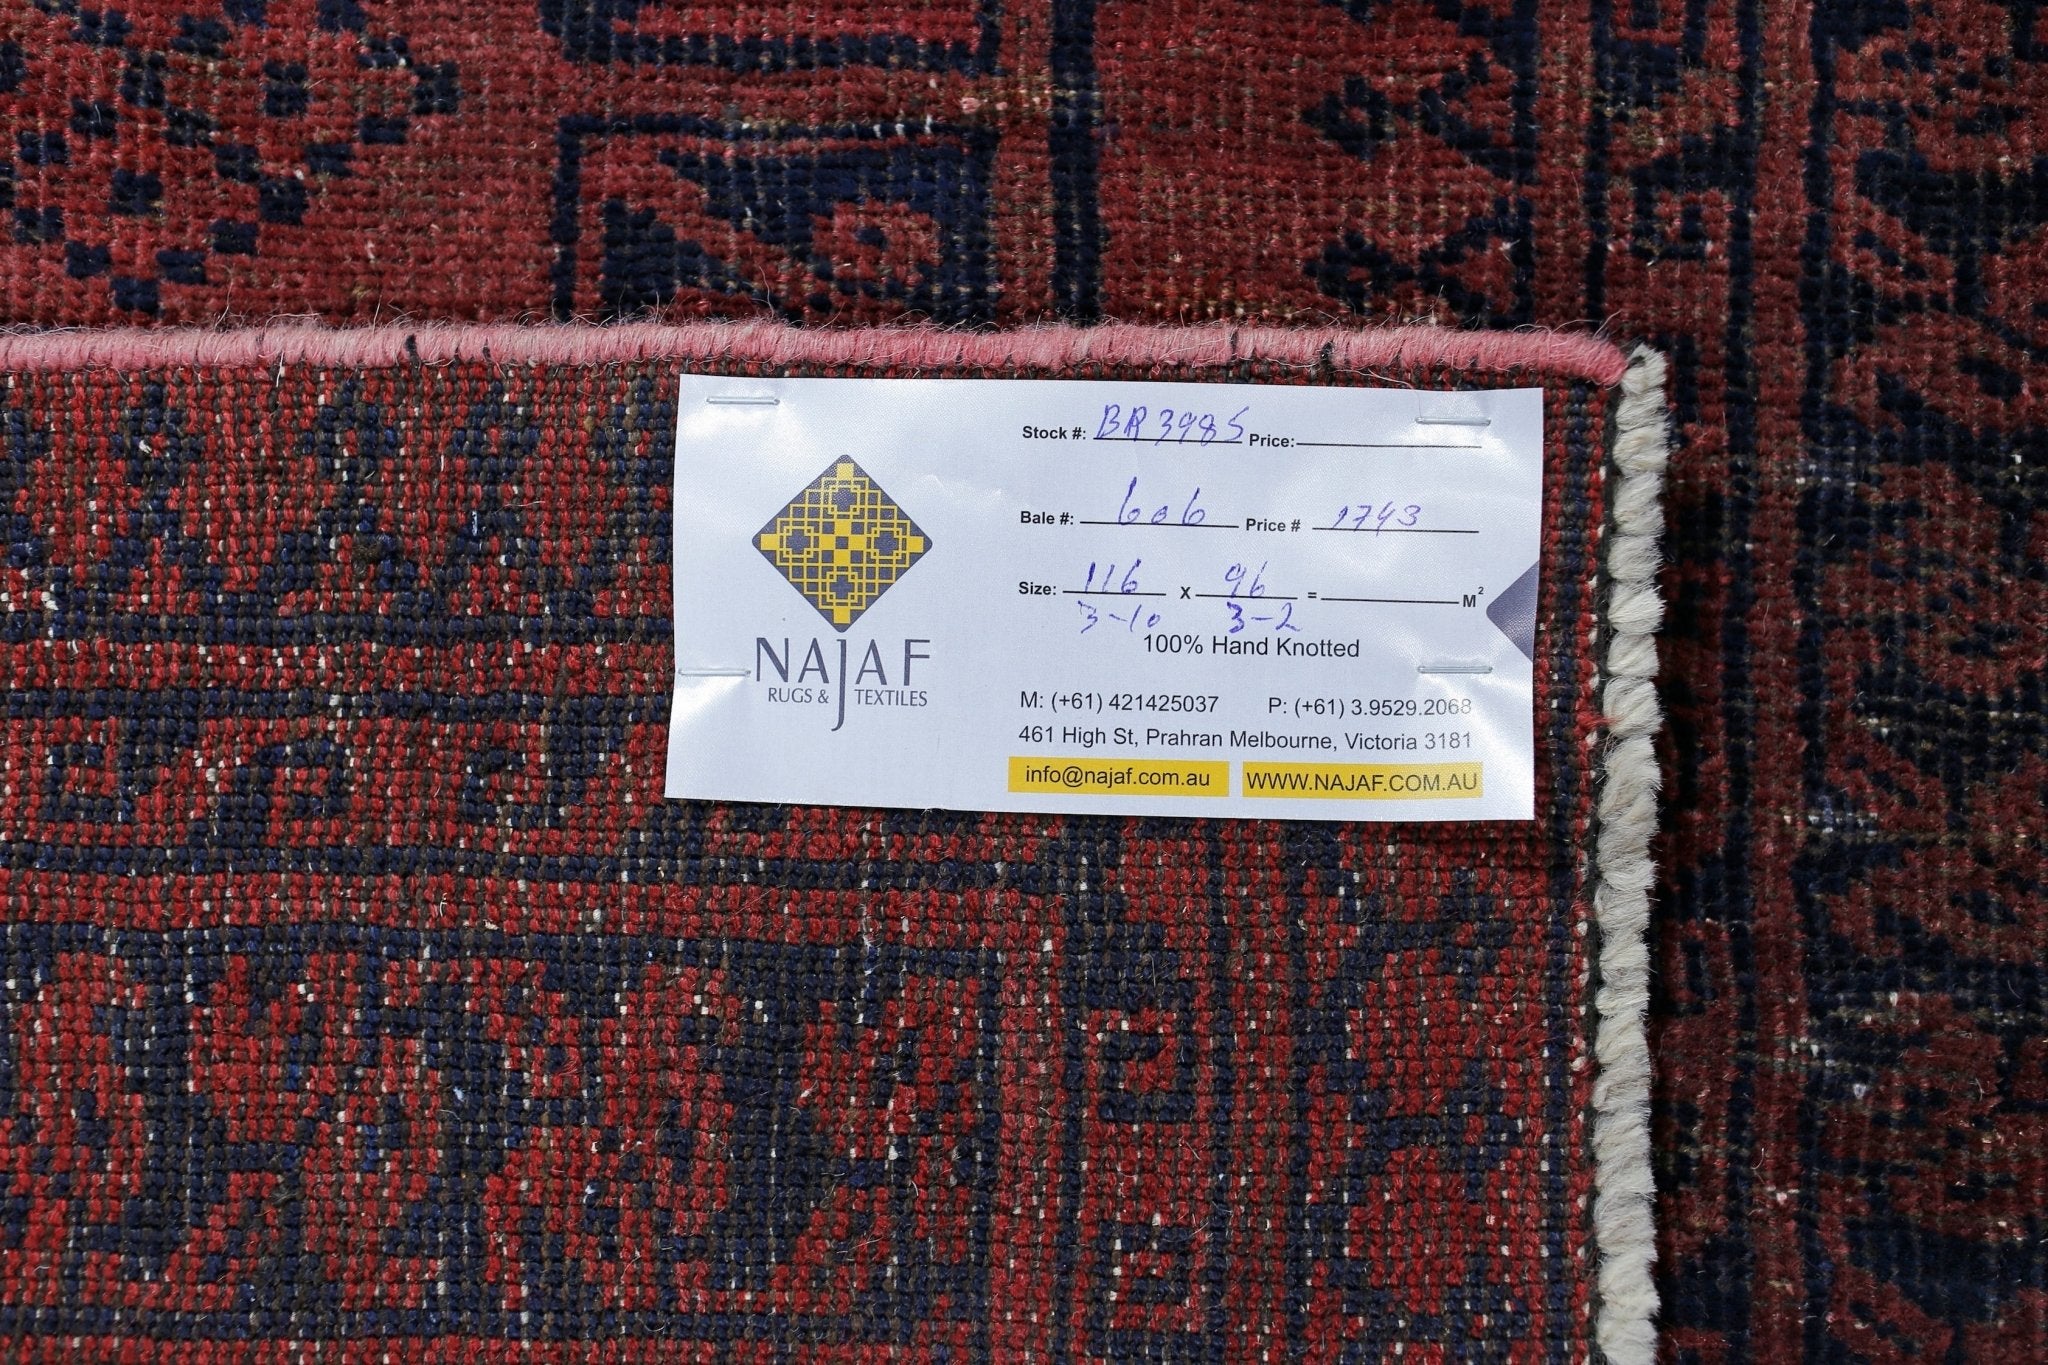 Stock #: BR 3985 Price:
Bale #: 606 Price # 1743
Size: 116 x 96 = M²
3-10 3-2
100% Hand Knotted
NAJAF
RUGS & TEXTILES
M: (+61) 421425037 P: (+61) 3.9529.2068
461 High St, Prahran Melbourne, Victoria 3181
info@najaf.com.au WWW.NAJAF.COM.AU